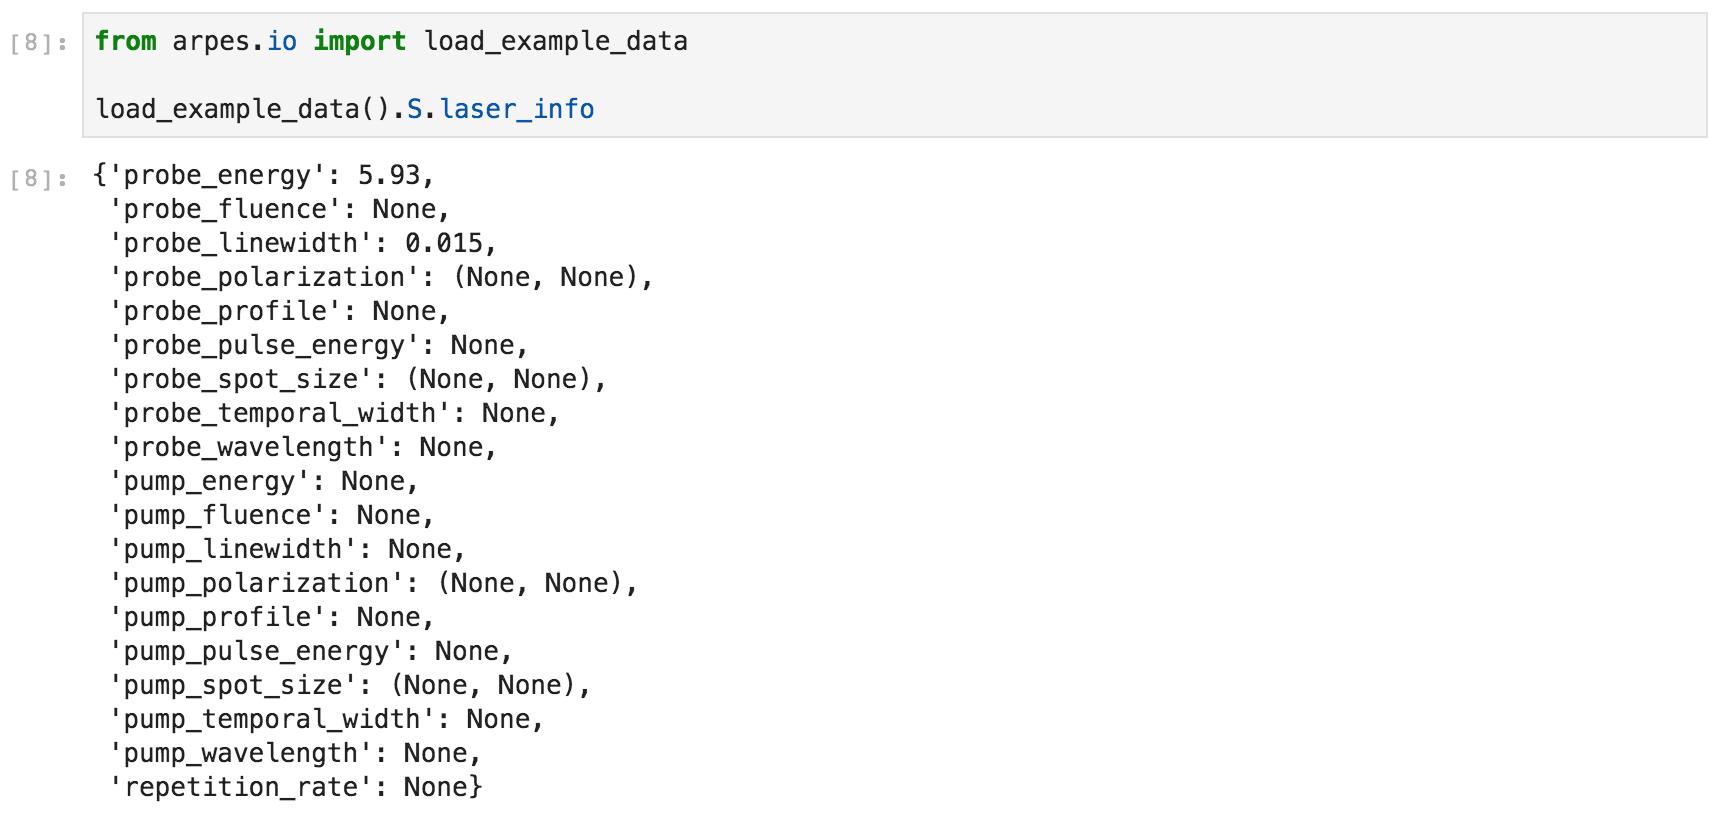 [8]: from arpes.io import load_example_data
load_example_data().S.laser_info
[8]: {'probe_energy': 5.93,
'probe_fluence': None,
'probe_linewidth': 0.015,
'probe_polarization': (None, None),
'probe_profile': None,
'probe_pulse_energy': None,
'probe_spot_size': (None, None),
'probe_temporal_width': None,
'probe_wavelength': None,
'pump_energy': None,
'pump_fluence': None,
'pump_linewidth': None,
'pump_polarization': (None, None),
'pump_profile': None,
'pump_pulse_energy': None,
'pump_spot_size': (None, None),
'pump_temporal_width': None,
'pump_wavelength': None,
'repetition_rate': None}